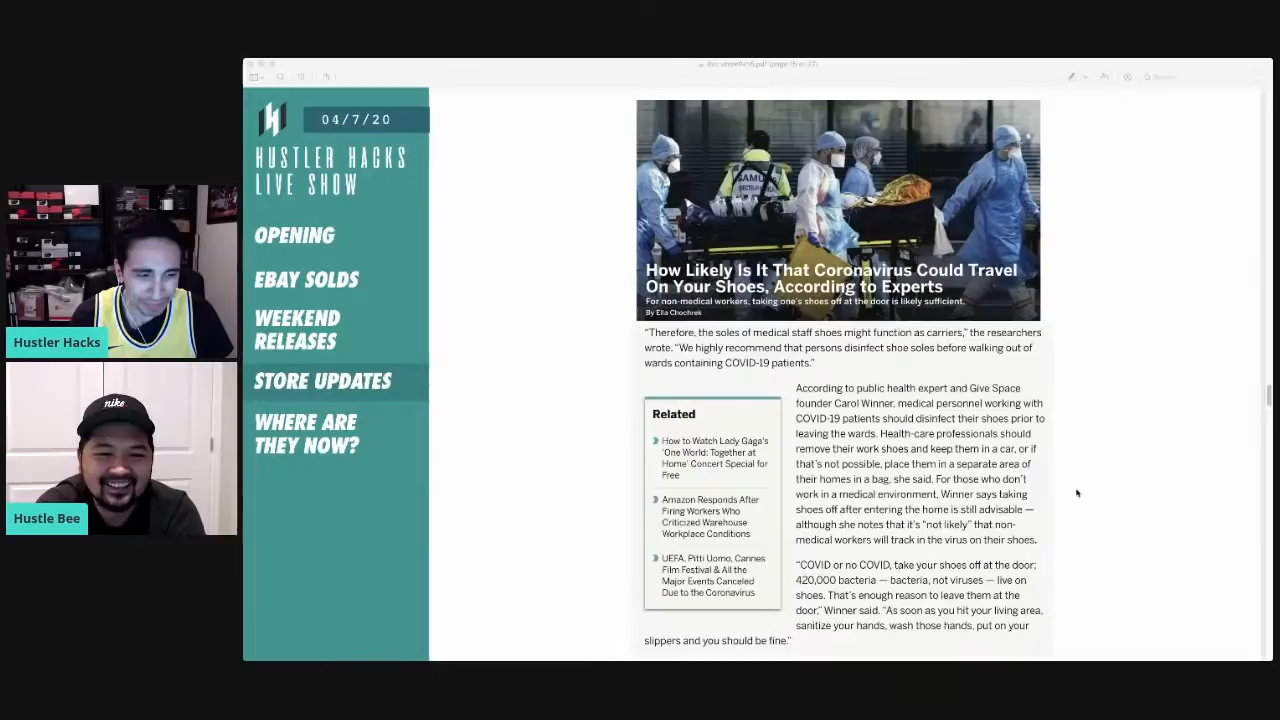 04/7/20
HUSTLER HACKS
LIVE SHOW
OPENING
EBAY SOLDS
WEEKEND
RELEASES
STORE UPDATES
WHERE ARE
THEY NOW?
Hustler Hacks
nike
Hustle Bee
SAMU
How Likely Is It That Coronavirus Could Travel
On Your Shoes, According to Experts
For non-medical workers, taking one's shoes off at the door is likely sufficient.
By Ella Chochrek
“Therefore, the soles of medical staff shoes might function as carriers,” the researchers
wrote. “We highly recommend that persons disinfect shoe soles before walking out of
wards containing COVID-19 patients.”
Related
How to Watch Lady Gaga's
'One World: Together at
Home' Concert Special for
Free
Amazon Responds After
Firing Workers Who
Criticized Warehouse
Workplace Conditions
UEFA, Pitti Uomo, Cannes
Film Festival & All the
Major Events Canceled
Due to the Coronavirus
According to public health expert and Give Space
founder Carol Winner, medical personnel working with
COVID-19 patients should disinfect their shoes prior to
leaving the wards. Health-care professionals should
remove their work shoes and keep them in a car, or if
that's not possible, place them in a separate area of
their homes in a bag, she said. For those who don't
work in a medical environment, Winner says taking
shoes off after entering the home is still advisable —
although she notes that it's “not likely” that non-
medical workers will track in the virus on their shoes.
“COVID or no COVID, take your shoes off at the door;
420,000 bacteria — bacteria, not viruses — live on
shoes. That's enough reason to leave them at the
door,” Winner said. “As soon as you hit your living area,
sanitize your hands, wash those hands, put on your
slippers and you should be fine.”